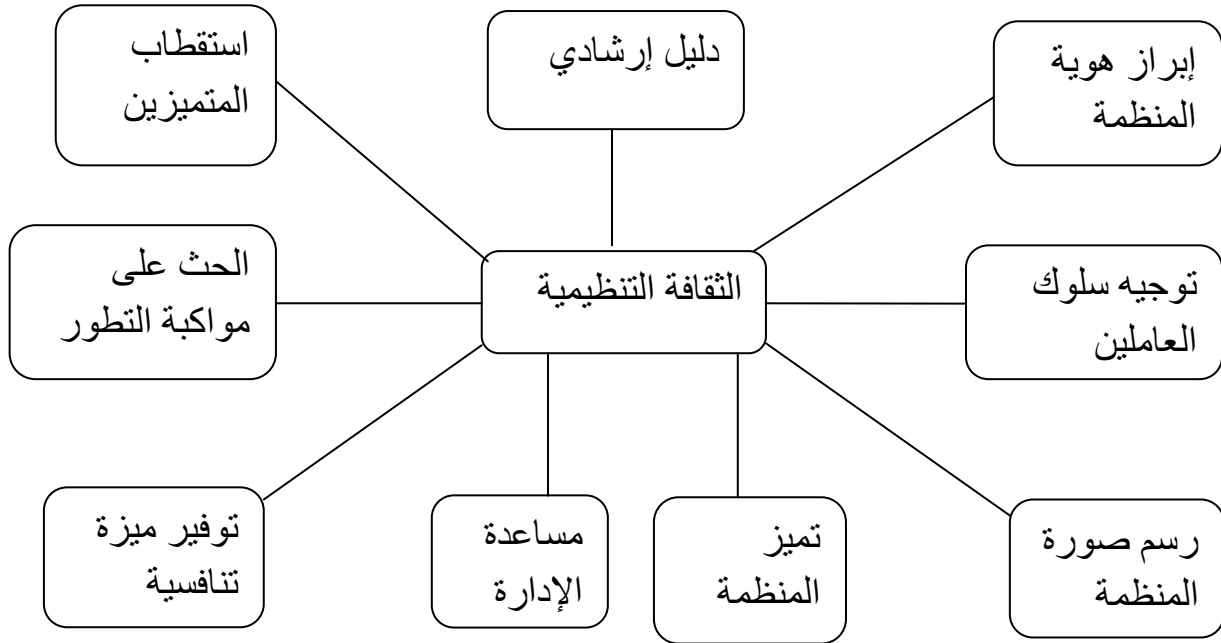 إبراز هوية
المنظمة
دليل إرشادي
استقطاب
المتميزين
توجيه سلوك
العاملين
الثقافة التنظيمية
الحث على
مواكبة التطور
رسم صورة
المنظمة
تميز
المنظمة
مساعدة
الإدارة
توفير ميزة
تنافسية